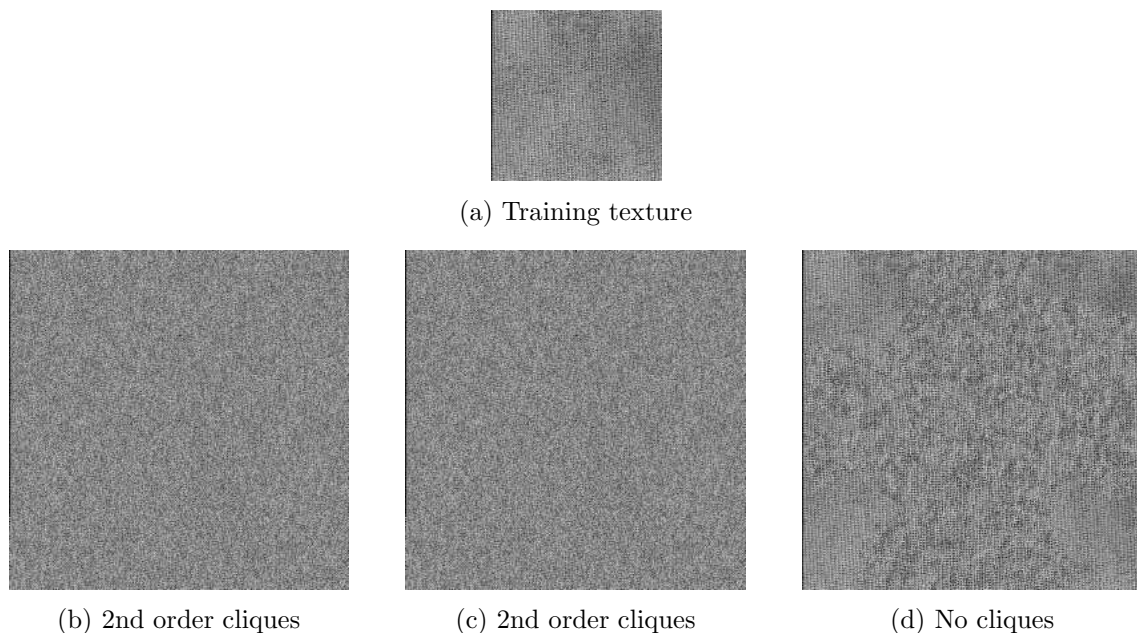 (a) Training texture
(b) 2nd order cliques
(c) 2nd order cliques
(d) No cliques